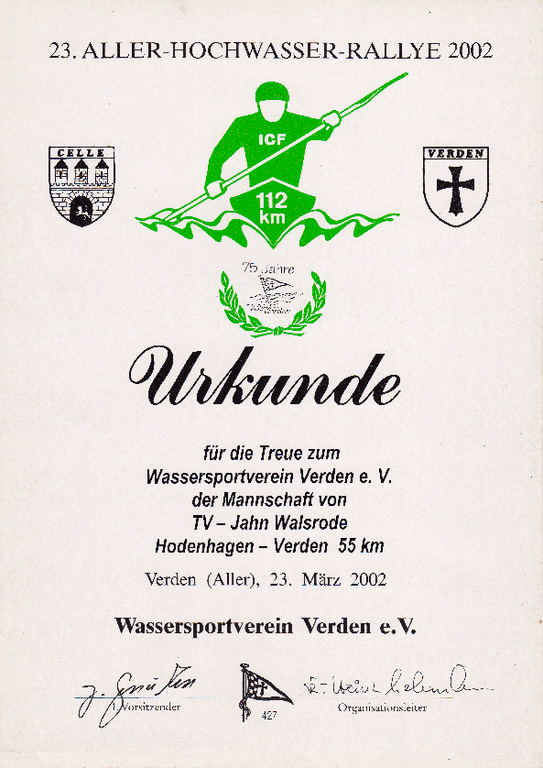 23. ALLER-HOCHWASSER-RALLYE 2002
ICF
CELLE
VERDEN
112
km
75 Jahre
Urkunde
für die Treue zum
Wassersportverein Verden e. V.
der Mannschaft von
TV – Jahn Walsrode
Hodenhagen – Verden 55 km
Verden (Aller), 23. März 2002
Wassersportverein Verden e.V.
1. Vorsitzender
427
Organisationsleiter